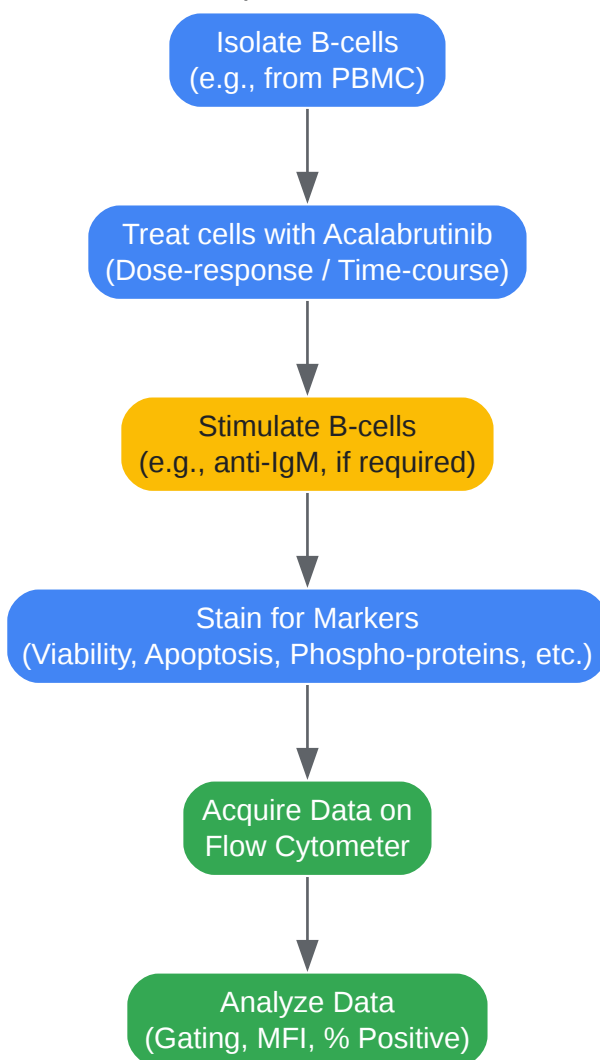 Isolate B-cells
(e.g., from PBMC)
Treat cells with Acalabrutinib
(Dose-response / Time-course)
Stimulate B-cells
(e.g., anti-IgM, if required)
Stain for Markers
(Viability, Apoptosis, Phospho-proteins, etc.)
Acquire Data on
Flow Cytometer
Analyze Data
(Gating, MFI, % Positive)